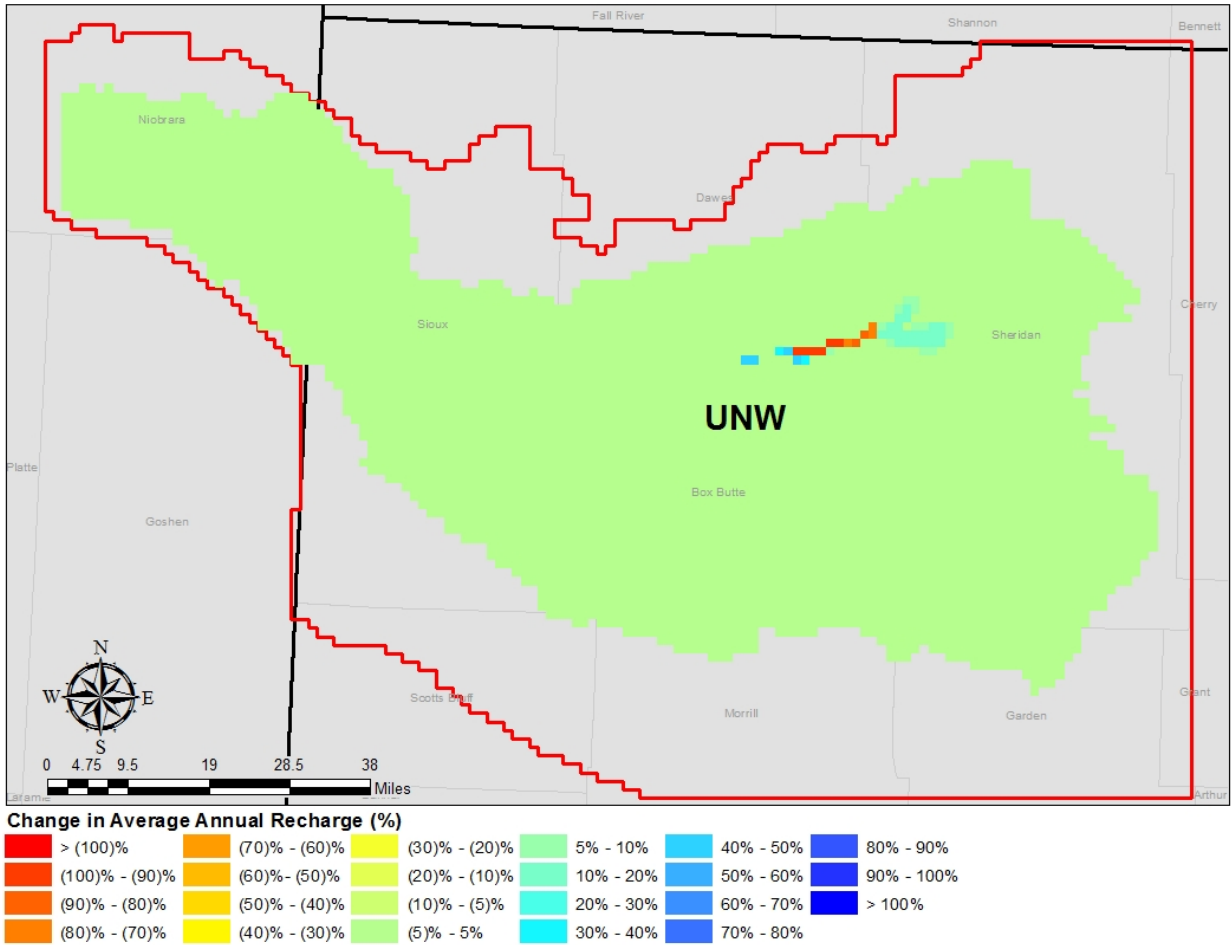 Fall River
Shannon
Bennett
Niobrara
Dawes
Cherry
Sioux
Sheridan
UNW
Platte
Box Butte
Goshen
N
W E
S
Scotts Bluff
Morrill
Garden
Grant
0 4.75 9.5 19 28.5 38
Miles
Laramie
Arthur
Change in Average Annual Recharge (%)
> (100)% (70)% - (60)% (30)% - (20)% 5% - 10% 40% - 50% 80% - 90%
(100)% - (90)% (60)% - (50)% (20)% - (10)% 10% - 20% 50% - 60% 90% - 100%
(90)% - (80)% (50)% - (40)% (10)% - (5)% 20% - 30% 60% - 70% > 100%
(80)% - (70)% (40)% - (30)% (5)% - 5% 30% - 40% 70% - 80%